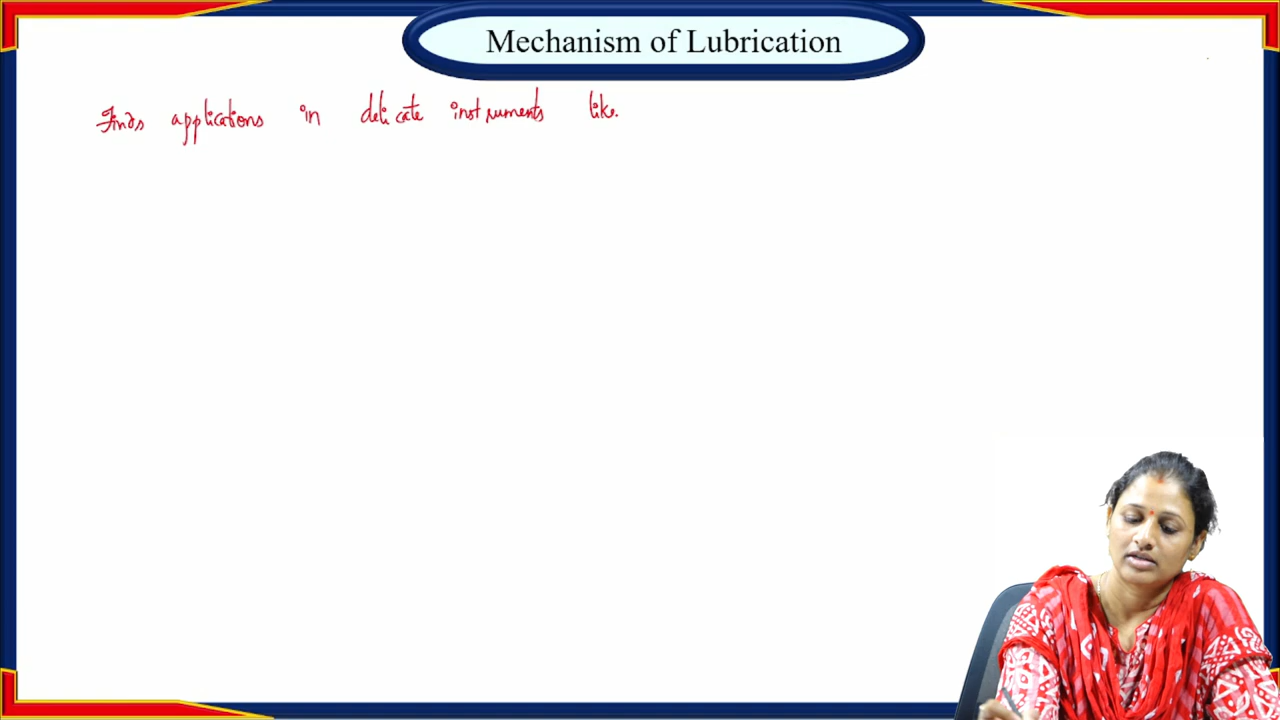 Mechanism of Lubrication
Finds applications in delicate instruments like